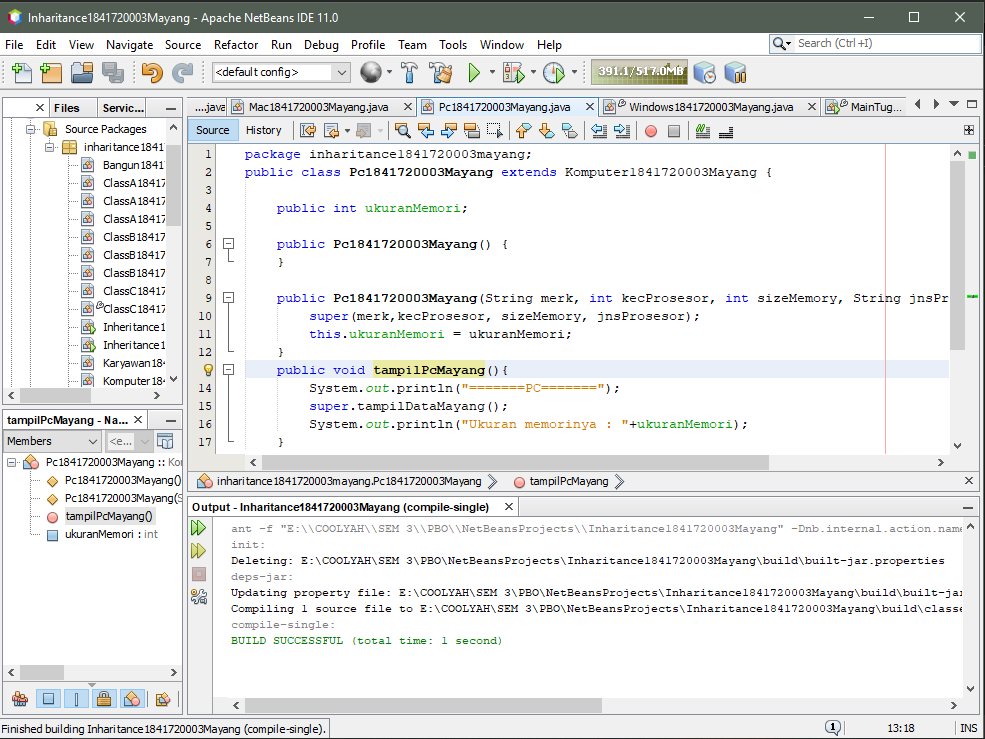 Inharitance1841720003Mayang - Apache NetBeans IDE 11.0
File Edit View Navigate Source Refactor Run Debug Profile Team Tools Window Help
Search (Ctrl+I)
<default config>
391.1/517.0MB
Files Servic...
...java Mac1841720003Mayang.java Pc1841720003Mayang.java Windows1841720003Mayang.java MainTug...
Source Packages
inharitance1841
Bangun1841
ClassA18417
ClassA18417
ClassA18417
ClassB18417
ClassB18417
ClassB18417
ClassC18417
ClassC18417
Inheritance1
Inheritance1
Karyawan184
Komputer184
Source History
1 package inharitance1841720003mayang;
2 public class Pc1841720003Mayang extends Komputer1841720003Mayang {
3
4 public int ukuranMemori;
5
6 public Pc1841720003Mayang() {
7 }
8
9 public Pc1841720003Mayang(String merk, int kecProsesor, int sizeMemory, String jnsPr
10 super(merk,kecProsesor, sizeMemory, jnsProsesor);
11 this.ukuranMemori = ukuranMemori;
12 }
public void tampilPcMayang(){
14 System.out.println("=======PC=======");
15 super.tampilDataMayang();
16 System.out.println("Ukuran memorinya : "+ukuranMemori);
17 }
inharitance1841720003mayang.Pc1841720003Mayang tampilPcMayang
tampilPcMayang - Na...
Members <e...
Pc1841720003Mayang :: Ko
Pc1841720003Mayang()
Pc1841720003Mayang(S
tampilPcMayang()
ukuranMemori : int
Output - Inharitance1841720003Mayang (compile-single)
ant -f "E:\\COOLYAH\\SEM 3\\PBO\\NetBeansProjects\\Inharitance1841720003Mayang" -Dnb.internal.action.name
init:
Deleting: E:\COOLYAH\SEM 3\PBO\NetBeansProjects\Inharitance1841720003Mayang\build\built-jar.properties
deps-jar:
Updating property file: E:\COOLYAH\SEM 3\PBO\NetBeansProjects\Inharitance1841720003Mayang\build\built-jar
Compiling 1 source file to E:\COOLYAH\SEM 3\PBO\NetBeansProjects\Inharitance1841720003Mayang\build\classe
compile-single:
BUILD SUCCESSFUL (total time: 1 second)
Finished building Inharitance1841720003Mayang (compile-single).
1
13:18
INS